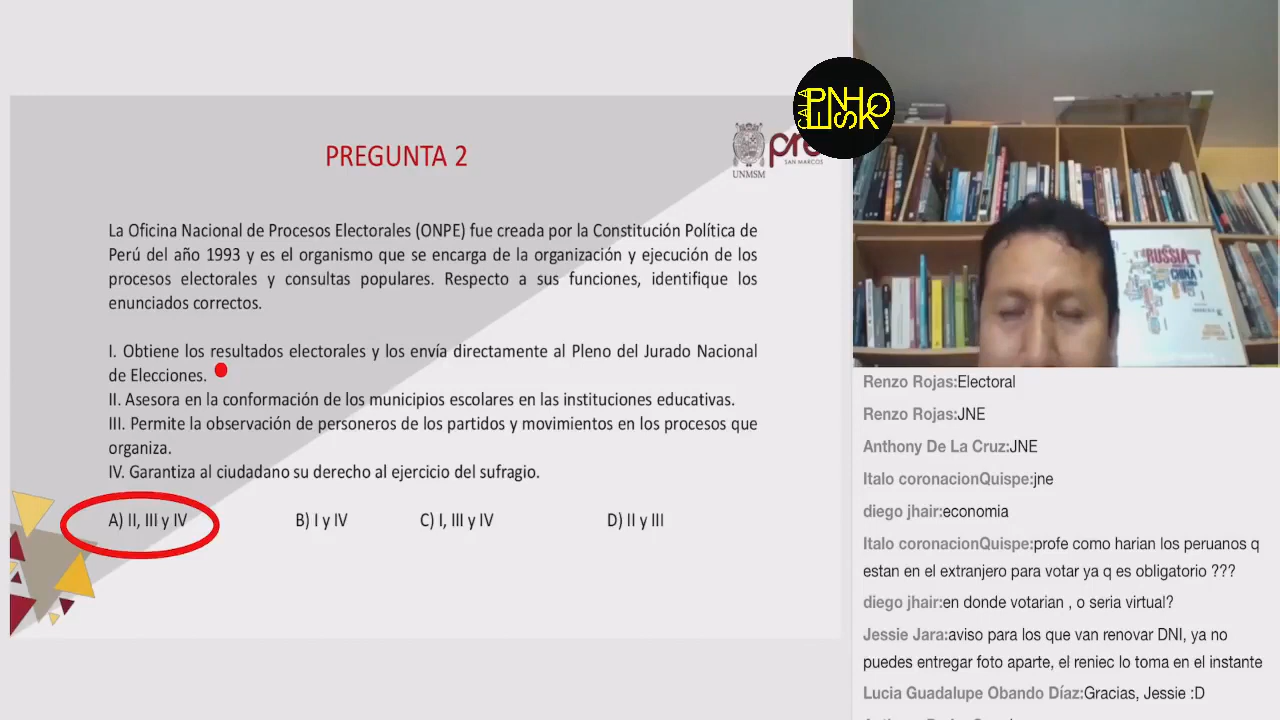 PREGUNTA 2
UNMSM
pre
SAN MARCOS
CALA
PENSHKO
La Oficina Nacional de Procesos Electorales (ONPE) fue creada por la Constitución Política de
Perú del año 1993 y es el organismo que se encarga de la organización y ejecución de los
procesos electorales y consultas populares. Respecto a sus funciones, identifique los
enunciados correctos.
I. Obtiene los resultados electorales y los envía directamente al Pleno del Jurado Nacional
de Elecciones.
II. Asesora en la conformación de los municipios escolares en las instituciones educativas.
III. Permite la observación de personeros de los partidos y movimientos en los procesos que
organiza.
IV. Garantiza al ciudadano su derecho al ejercicio del sufragio.
A) II, III y IV B) I y IV C) I, III y IV D) II y III
RUSSIA
CHINA
Renzo Rojas:Electoral
Renzo Rojas:JNE
Anthony De La Cruz:JNE
Italo coronacionQuispe:jne
diego jhair:economia
Italo coronacionQuispe:profe como harian los peruanos q
estan en el extranjero para votar ya q es obligatorio ???
diego jhair:en donde votarian , o seria virtual?
Jessie Jara:aviso para los que van renovar DNI, ya no
puedes entregar foto aparte, el reniec lo toma en el instante
Lucia Guadalupe Obando Díaz:Gracias, Jessie :D